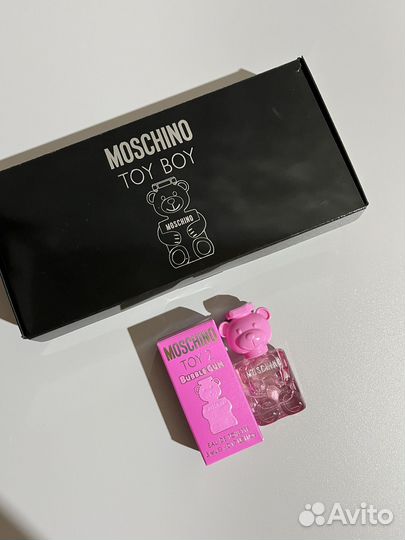 MOSCHINO
TOY BOY
MOSCHINO
MOSCHINO
TOY 2
BUBBLE GUM
EAU DE TOILETTE
MOSCHINO
Avito